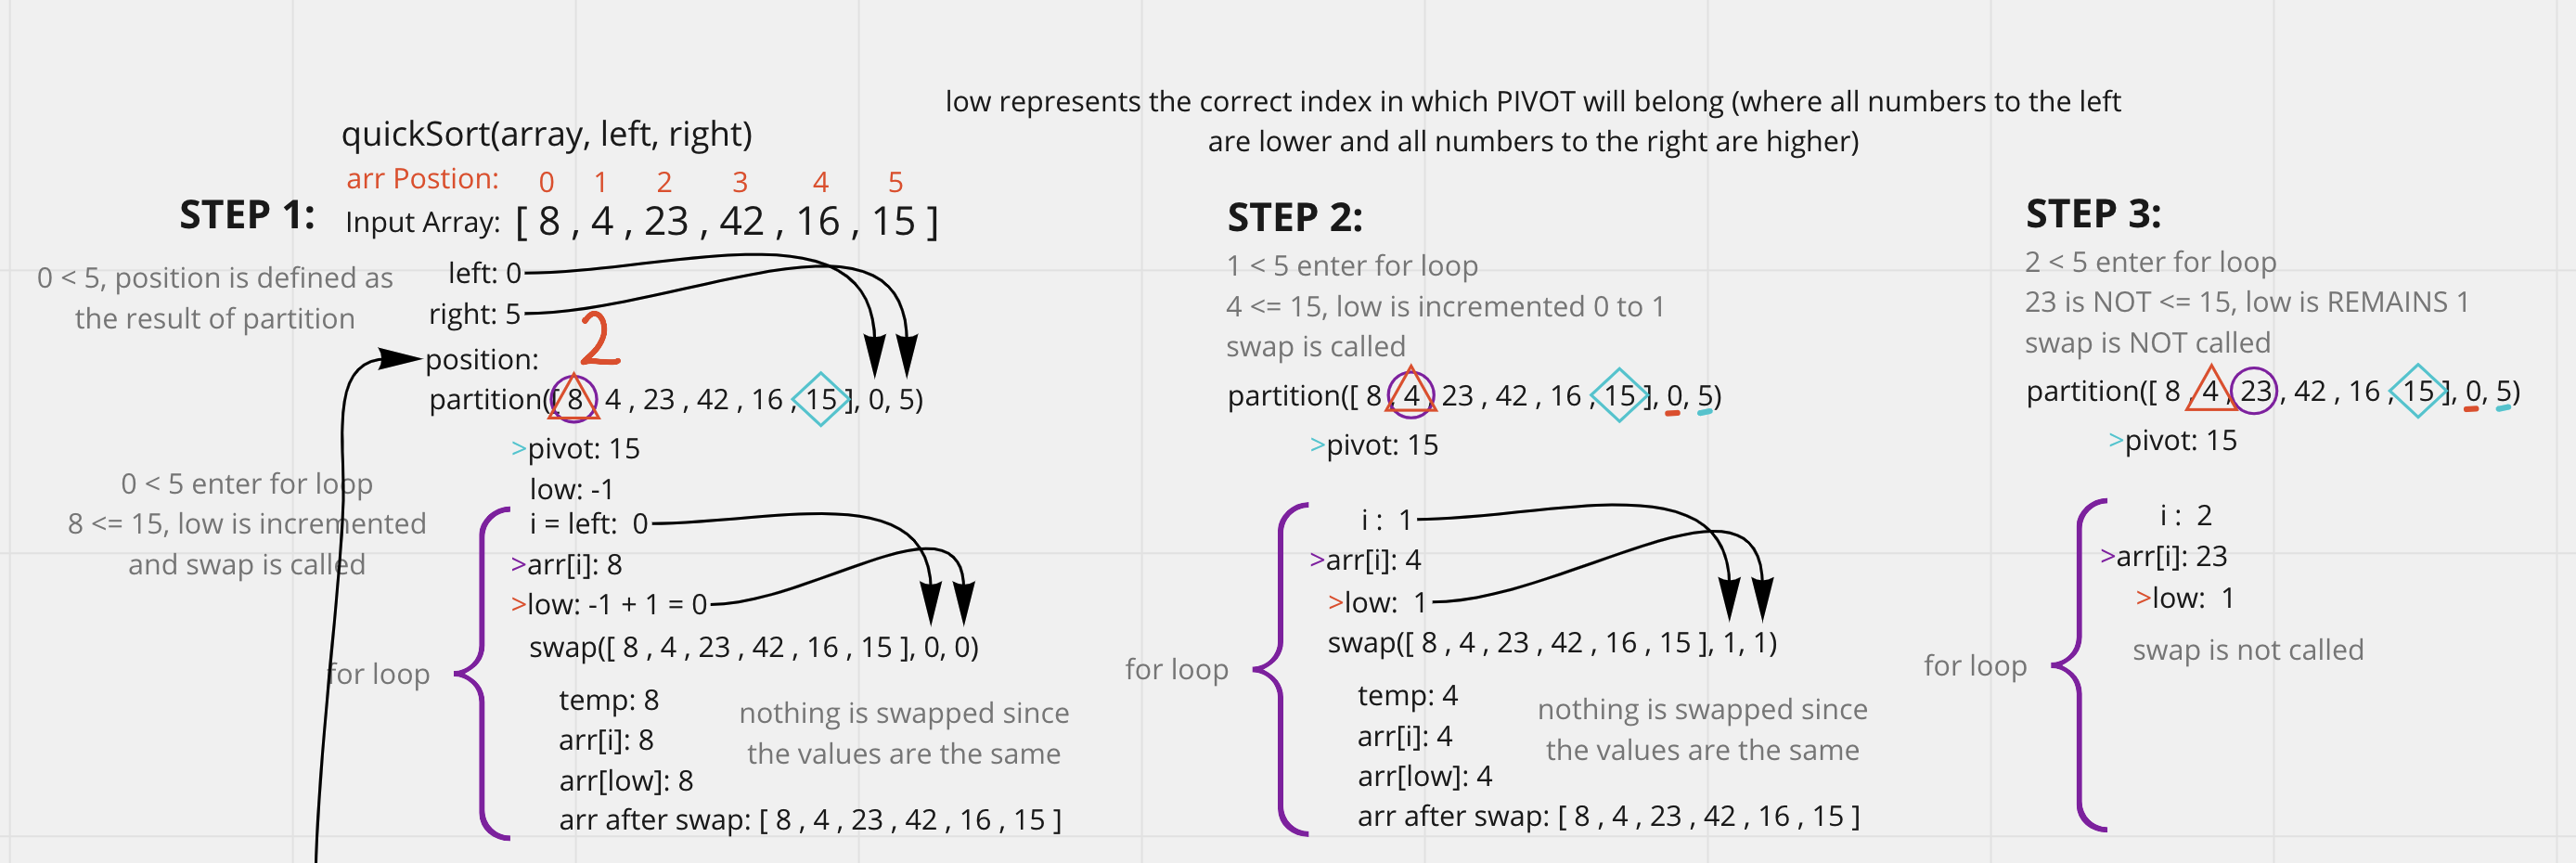 low represents the correct index in which PIVOT will belong (where all numbers to the left
are lower and all numbers to the right are higher)
quickSort(array, left, right)
arr Postion: 0 1 2 3 4 5
STEP 1:
Input Array: [ 8 , 4 , 23 , 42 , 16 , 15 ]
0 < 5, position is defined as
the result of partition
left: 0
right: 5
2
position:
partition([ 8 4 , 23 , 42 , 16 , 15 ], 0, 5)
>pivot: 15
low: -1
0 < 5 enter for loop
8 <= 15, low is incremented
and swap is called
for loop
i = left: 0
>arr[i]: 8
>low: -1 + 1 = 0
swap([ 8 , 4 , 23 , 42 , 16 , 15 ], 0, 0)
temp: 8
arr[i]: 8
arr[low]: 8
nothing is swapped since
the values are the same
arr after swap: [ 8 , 4 , 23 , 42 , 16 , 15 ]
STEP 2:
1 < 5 enter for loop
4 <= 15, low is incremented 0 to 1
swap is called
partition([ 8 , 4 , 23 , 42 , 16 , 15 ], 0, 5)
>pivot: 15
for loop
i : 1
>arr[i]: 4
>low: 1
swap([ 8 , 4 , 23 , 42 , 16 , 15 ], 1, 1)
temp: 4
arr[i]: 4
arr[low]: 4
nothing is swapped since
the values are the same
arr after swap: [ 8 , 4 , 23 , 42 , 16 , 15 ]
STEP 3:
2 < 5 enter for loop
23 is NOT <= 15, low is REMAINS 1
swap is NOT called
partition([ 8 , 4 , 23 , 42 , 16 , 15 ], 0, 5)
>pivot: 15
for loop
i : 2
>arr[i]: 23
>low: 1
swap is not called